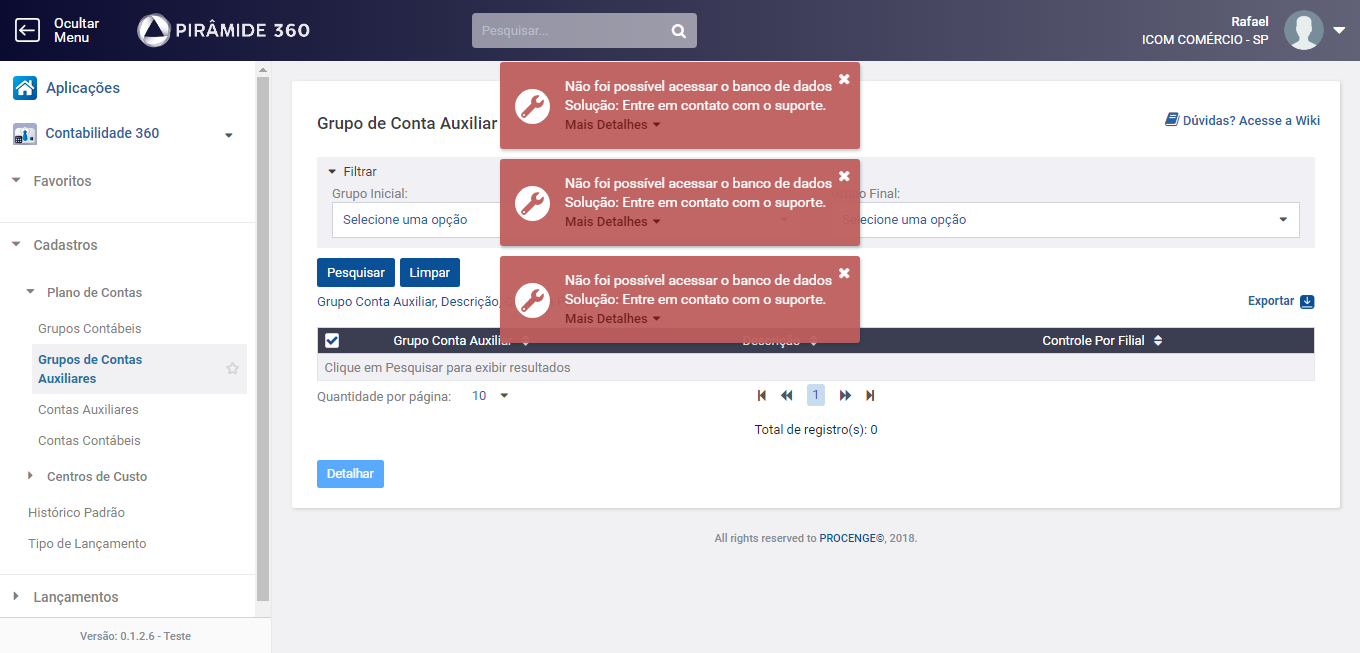 Ocultar
Menu
PIRÂMIDE 360
Pesquisar...
Rafael
ICOM COMÉRCIO - SP
Aplicações
Contabilidade 360
Favoritos
Cadastros
Plano de Contas
Grupos Contábeis
Grupos de Contas
Auxiliares
Contas Auxiliares
Contas Contábeis
Centros de Custo
Histórico Padrão
Tipo de Lançamento
Lançamentos
Versão: 0.1.2.6 - Teste
Não foi possível acessar o banco de dados
Solução: Entre em contato com o suporte.
Mais Detalhes
Não foi possível acessar o banco de dados
Solução: Entre em contato com o suporte.
Mais Detalhes
Não foi possível acessar o banco de dados
Solução: Entre em contato com o suporte.
Mais Detalhes
Grupo de Conta Auxiliar
Dúvidas? Acesse a Wiki
Filtrar
Grupo Inicial:
Final:
Selecione uma opção
Selecione uma opção
Pesquisar
Limpar
Grupo Conta Auxiliar, Descrição,
Exportar
Grupo Conta Auxiliar
Descrição
Controle Por Filial
Clique em Pesquisar para exibir resultados
Quantidade por página: 10
1
Total de registro(s): 0
Detalhar
All rights reserved to PROCENGE©, 2018.